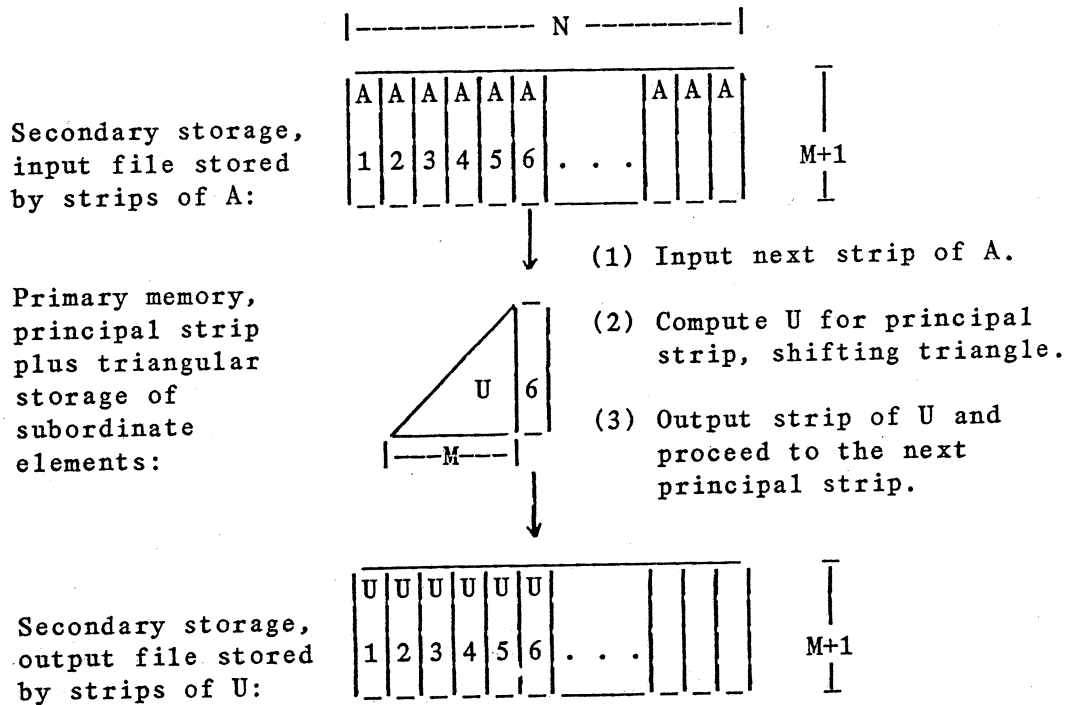 N
A A A A A A A A A
1 2 3 4 5 6 . . .
M+1
Secondary storage,
input file stored
by strips of A:
(1) Input next strip of A.
Primary memory,
principal strip
plus triangular
storage of
subordinate
elements:
U 6
M
(2) Compute U for principal
strip, shifting triangle.
(3) Output strip of U and
proceed to the next
principal strip.
U U U U U U
1 2 3 4 5 6 . . .
M+1
Secondary storage,
output file stored
by strips of U: